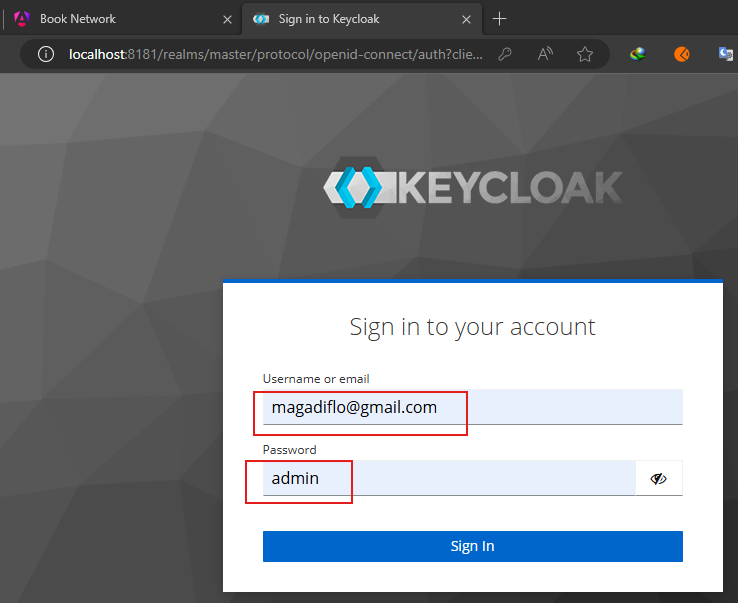 Book Network
Sign in to Keycloak
localhost:8181/realms/master/protocol/openid-connect/auth?clie...
KEYCLOAK
Sign in to your account
Username or email
magadiflo@gmail.com
Password
admin
Sign In